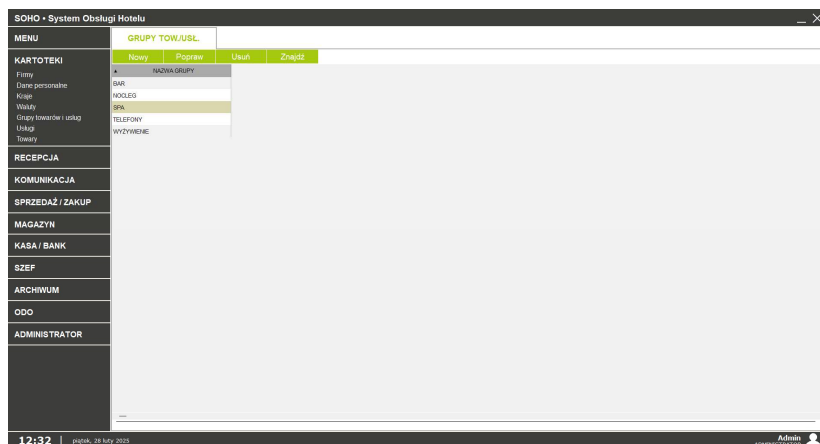 SOHO • System Obsługi Hotelu
MENU
GRUPY TOW./USŁ.
KARTOTEKI
Nowy Popraw Usuń Znajdź
Firmy
Dane personalne
Kraje
Waluty
Grupy towarów i usług
Usługi
Towary
NAZWA GRUPY
BAR
NOCLEG
SPA
TELEFONY
WYŻYWIENIE
RECEPCJA
KOMUNIKACJA
SPRZEDAŻ / ZAKUP
MAGAZYN
KASA / BANK
SZEF
ARCHIWUM
ODO
ADMINISTRATOR
12:32 | piątek, 28 luty 2025
Admin
ADMINISTRATOR